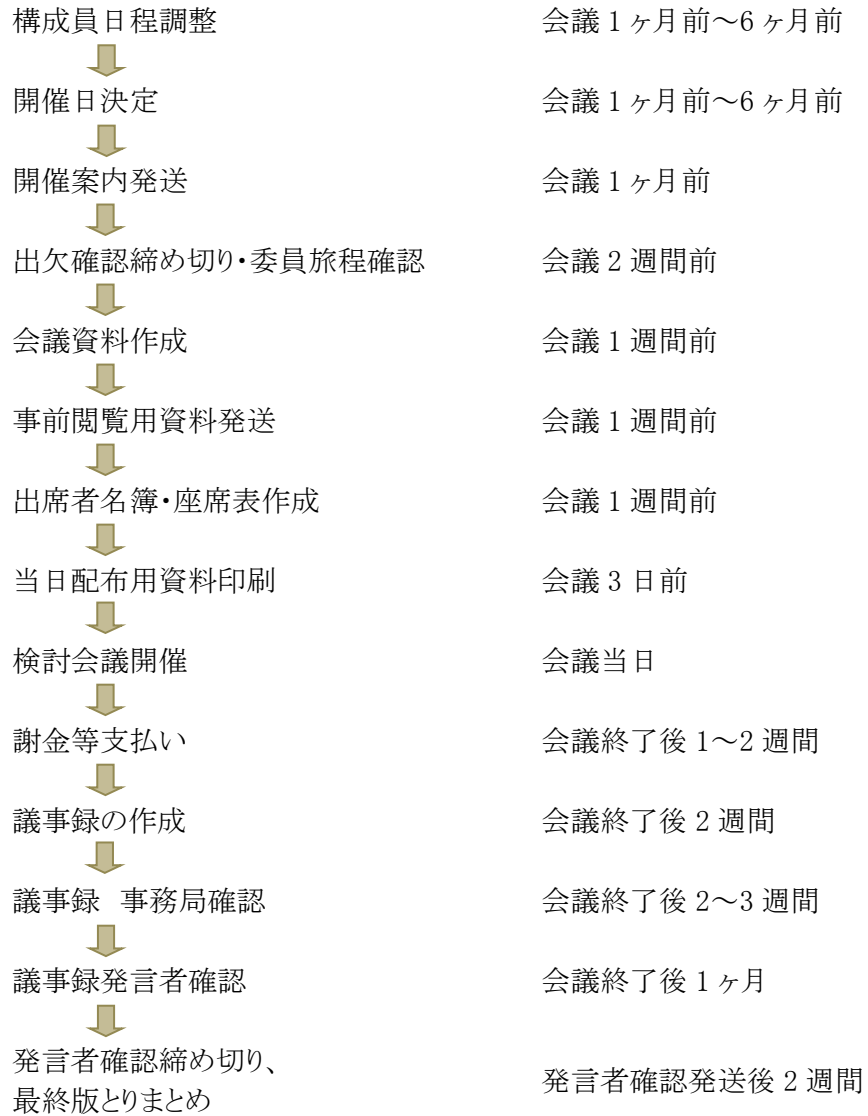 構成員日程調整 会議 1 ヶ月前～6 ヶ月前
開催日決定 会議 1 ヶ月前～6 ヶ月前
開催案内発送 会議 1 ヶ月前
出欠確認締め切り・委員旅程確認 会議 2 週間前
会議資料作成 会議 1 週間前
事前閲覧用資料発送 会議 1 週間前
出席者名簿・座席表作成 会議 1 週間前
当日配布用資料印刷 会議 3 日前
検討会議開催 会議当日
謝金等支払い 会議終了後 1～2 週間
議事録の作成 会議終了後 2 週間
議事録 事務局確認 会議終了後 2～3 週間
議事録発言者確認 会議終了後 1 ヶ月
発言者確認締め切り、
最終版とりまとめ
発言者確認発送後 2 週間